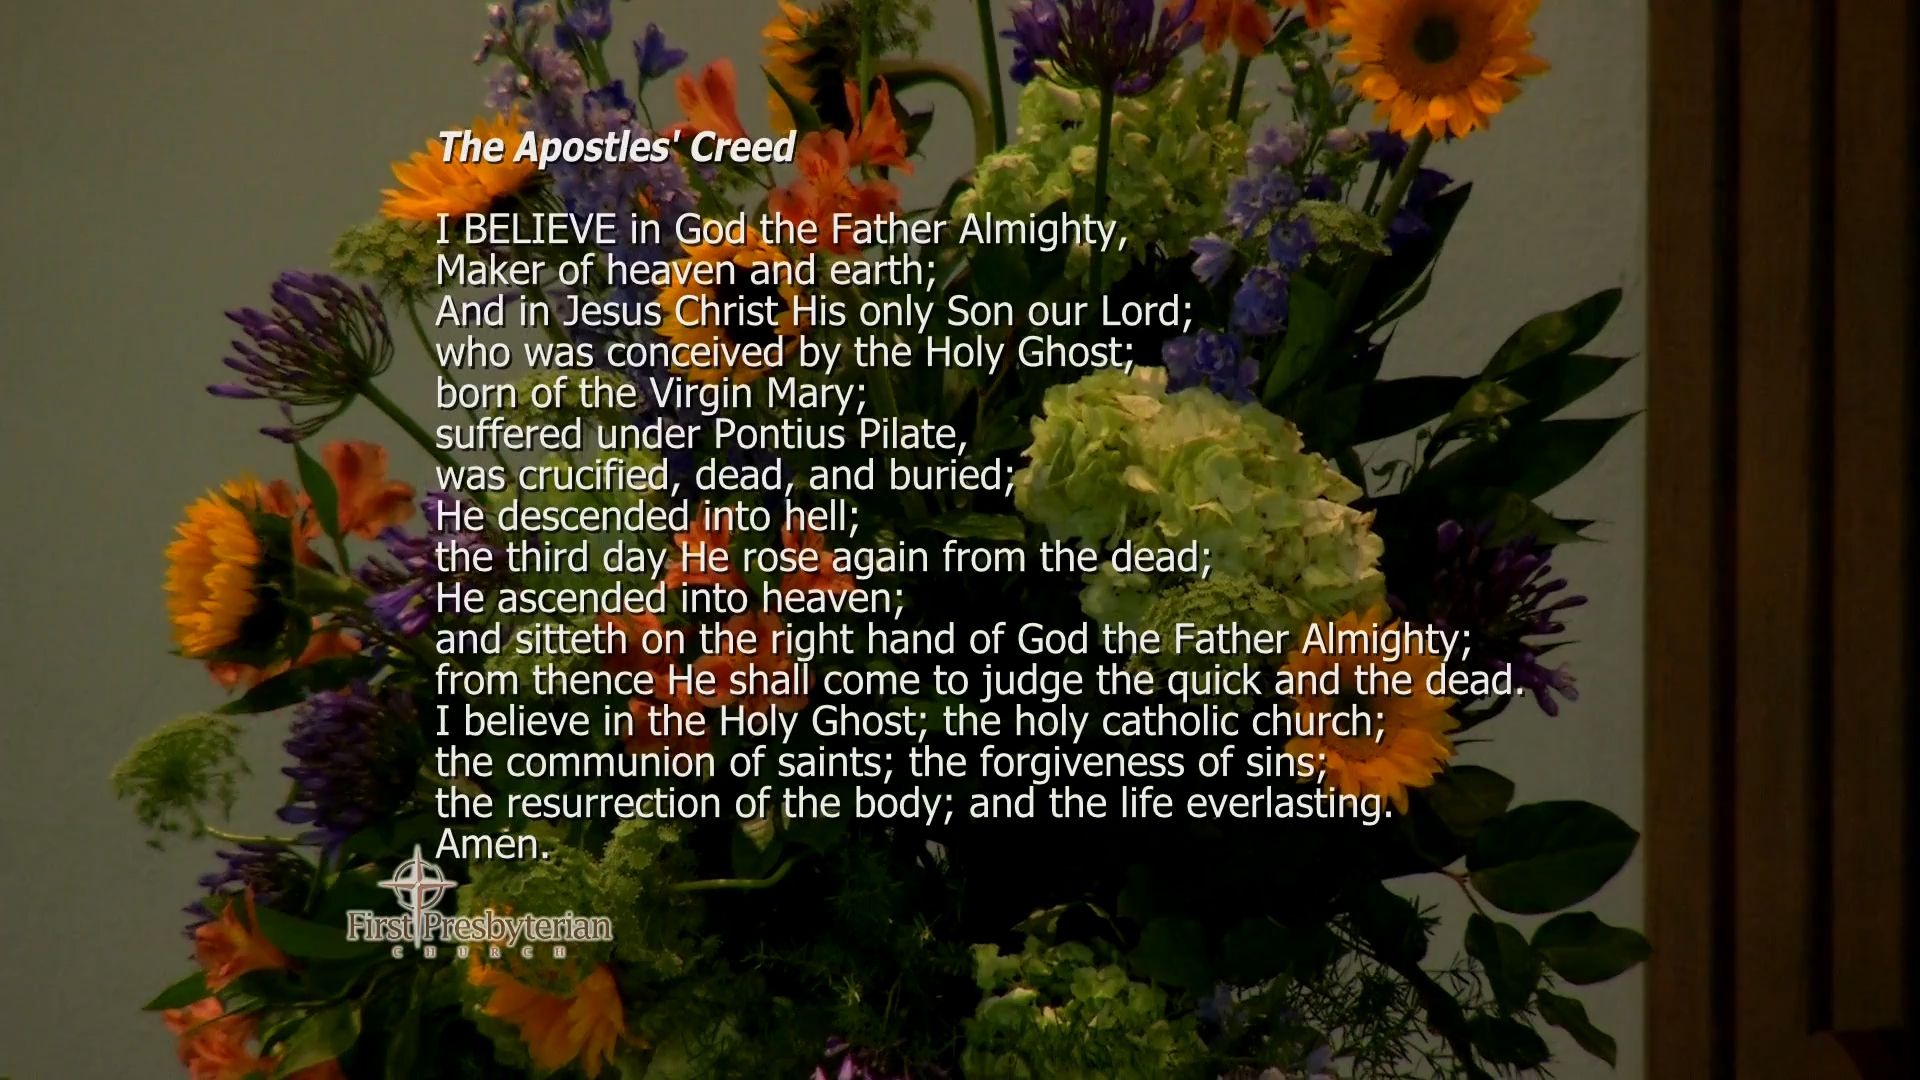 The Apostles' Creed
I BELIEVE in God the Father Almighty,
Maker of heaven and earth;
And in Jesus Christ His only Son our Lord;
who was conceived by the Holy Ghost;
born of the Virgin Mary;
suffered under Pontius Pilate,
was crucified, dead, and buried;
He descended into hell;
the third day He rose again from the dead;
He ascended into heaven;
and sitteth on the right hand of God the Father Almighty;
from thence He shall come to judge the quick and the dead.
I believe in the Holy Ghost; the holy catholic church;
the communion of saints; the forgiveness of sins;
the resurrection of the body; and the life everlasting.
Amen.
First Presbyterian
CHURCH